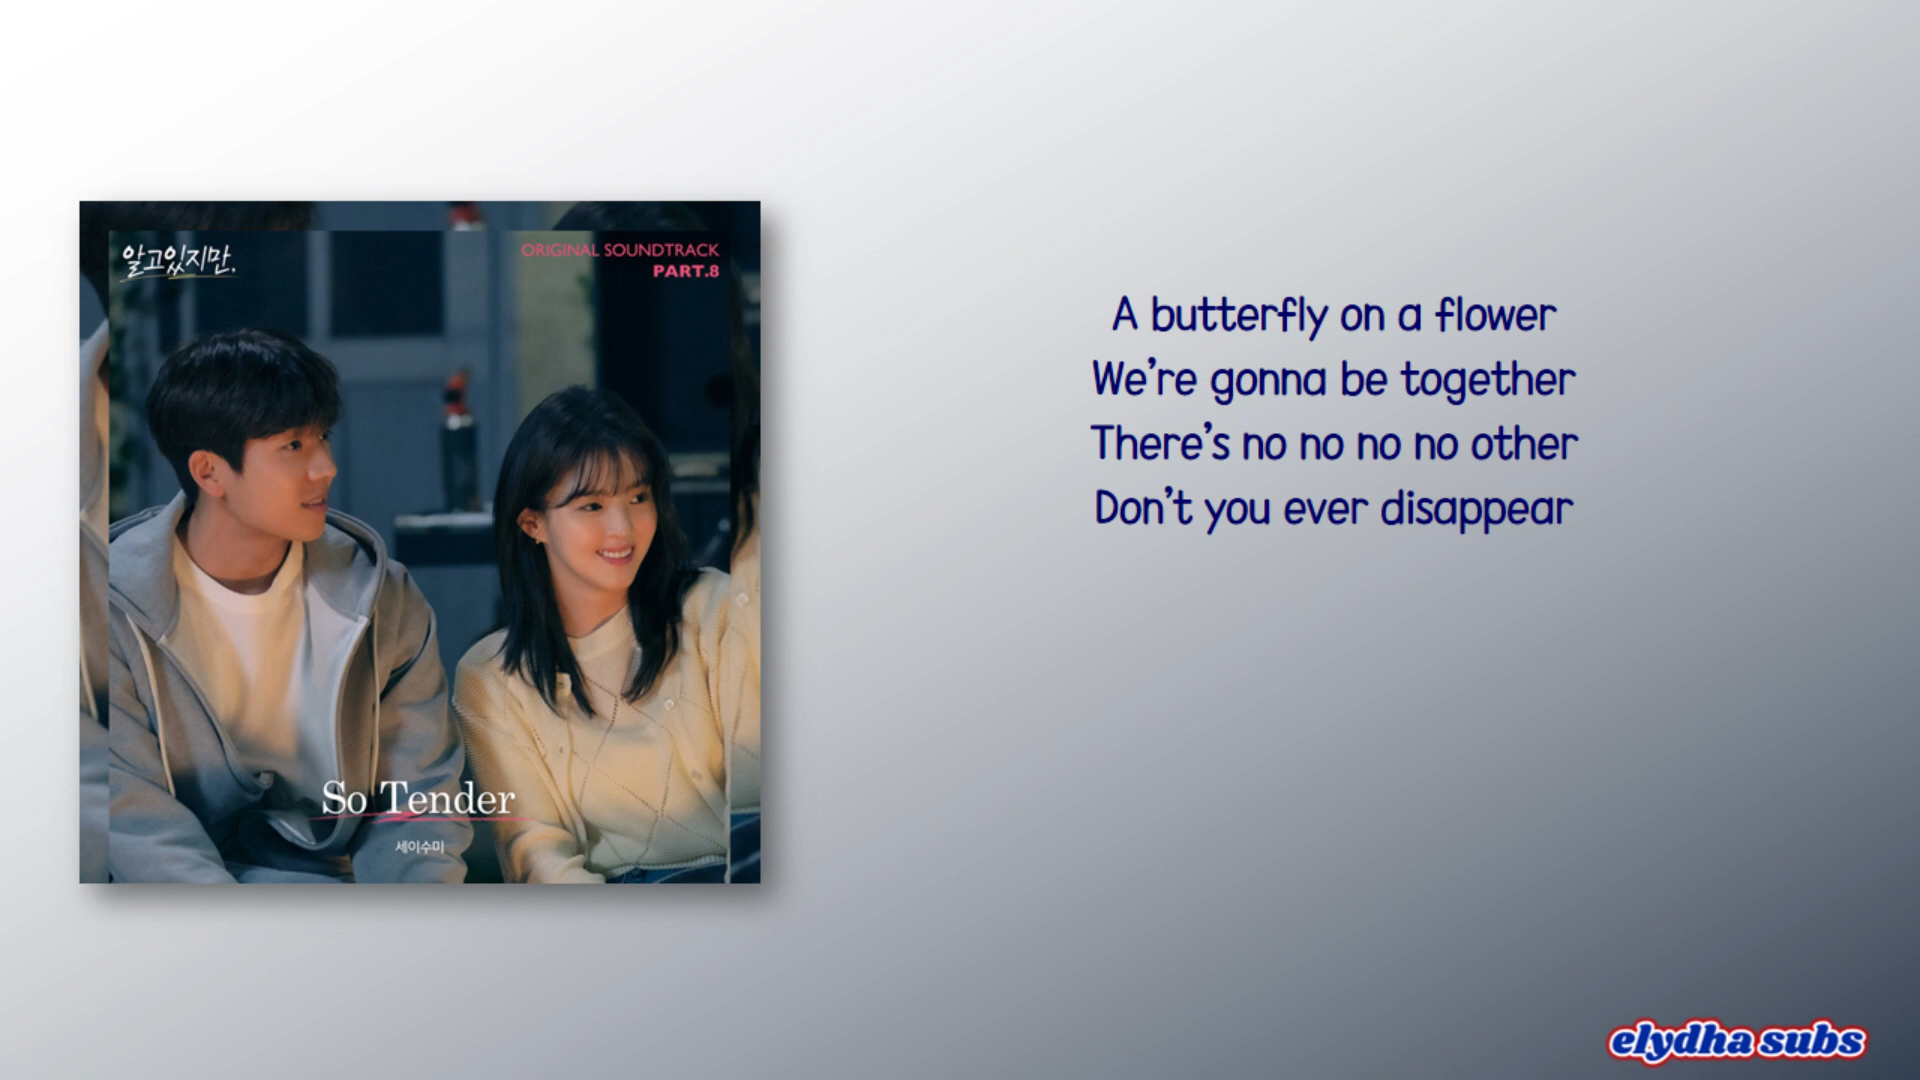 알고있지만,
ORIGINAL SOUNDTRACK
PART.8
So Tender
세이수미
A butterfly on a flower
We're gonna be together
There's no no no no other
Don't you ever disappear
elydha subs